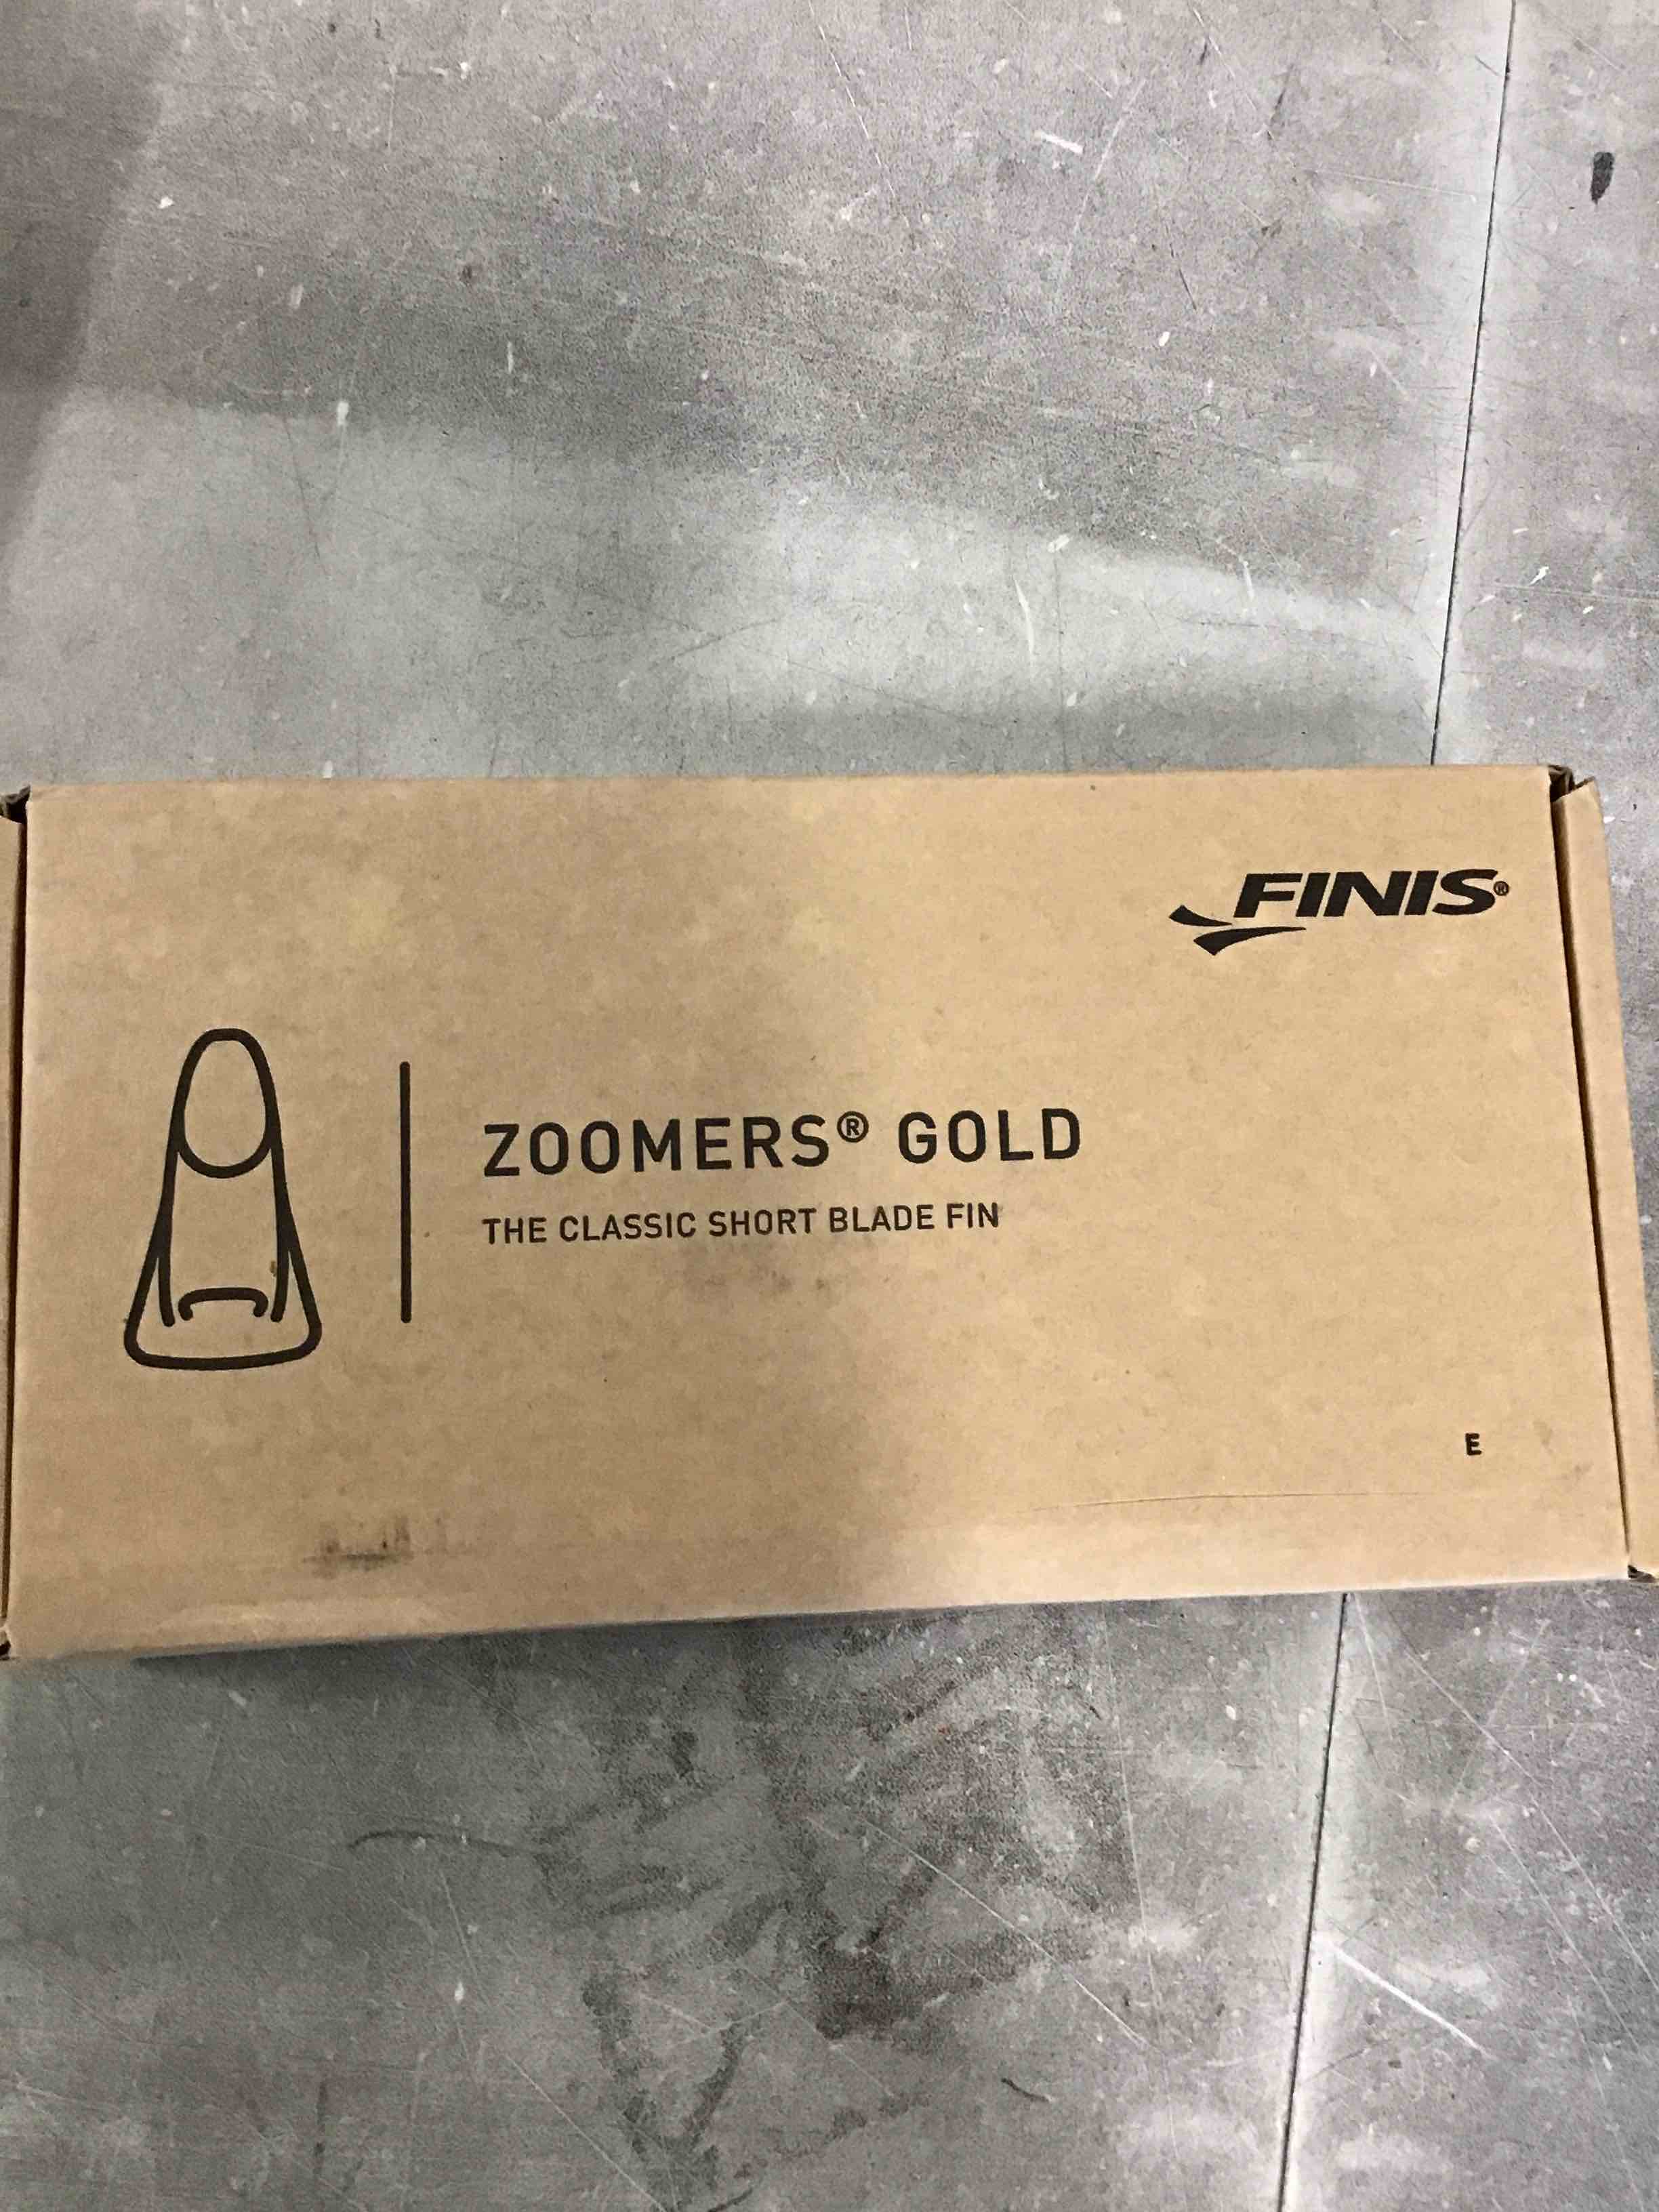 FINIS®
ZOOMERS® GOLD
THE CLASSIC SHORT BLADE FIN
E